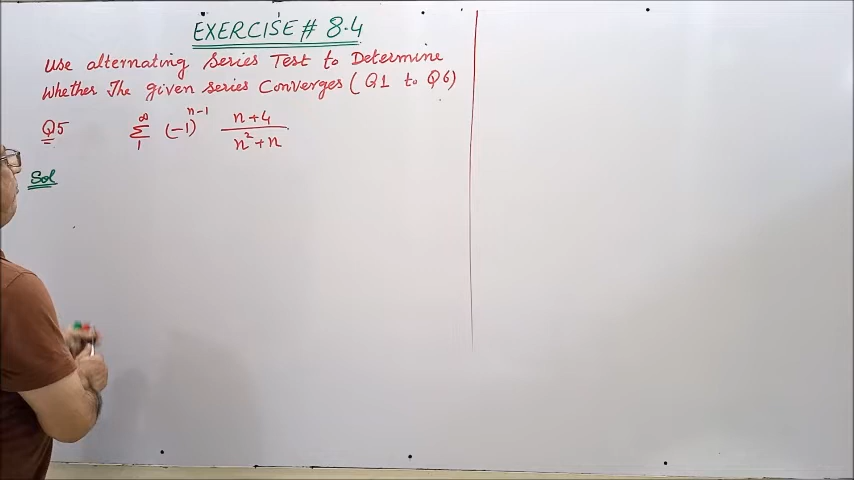 EXERCISE # 8.4
Use alternating Series Test to Determine
Whether The given series Converges (Q1 to Q6)
Q5 ∞∑1 (-1)^n-1 n+4 / n²+n
Sol